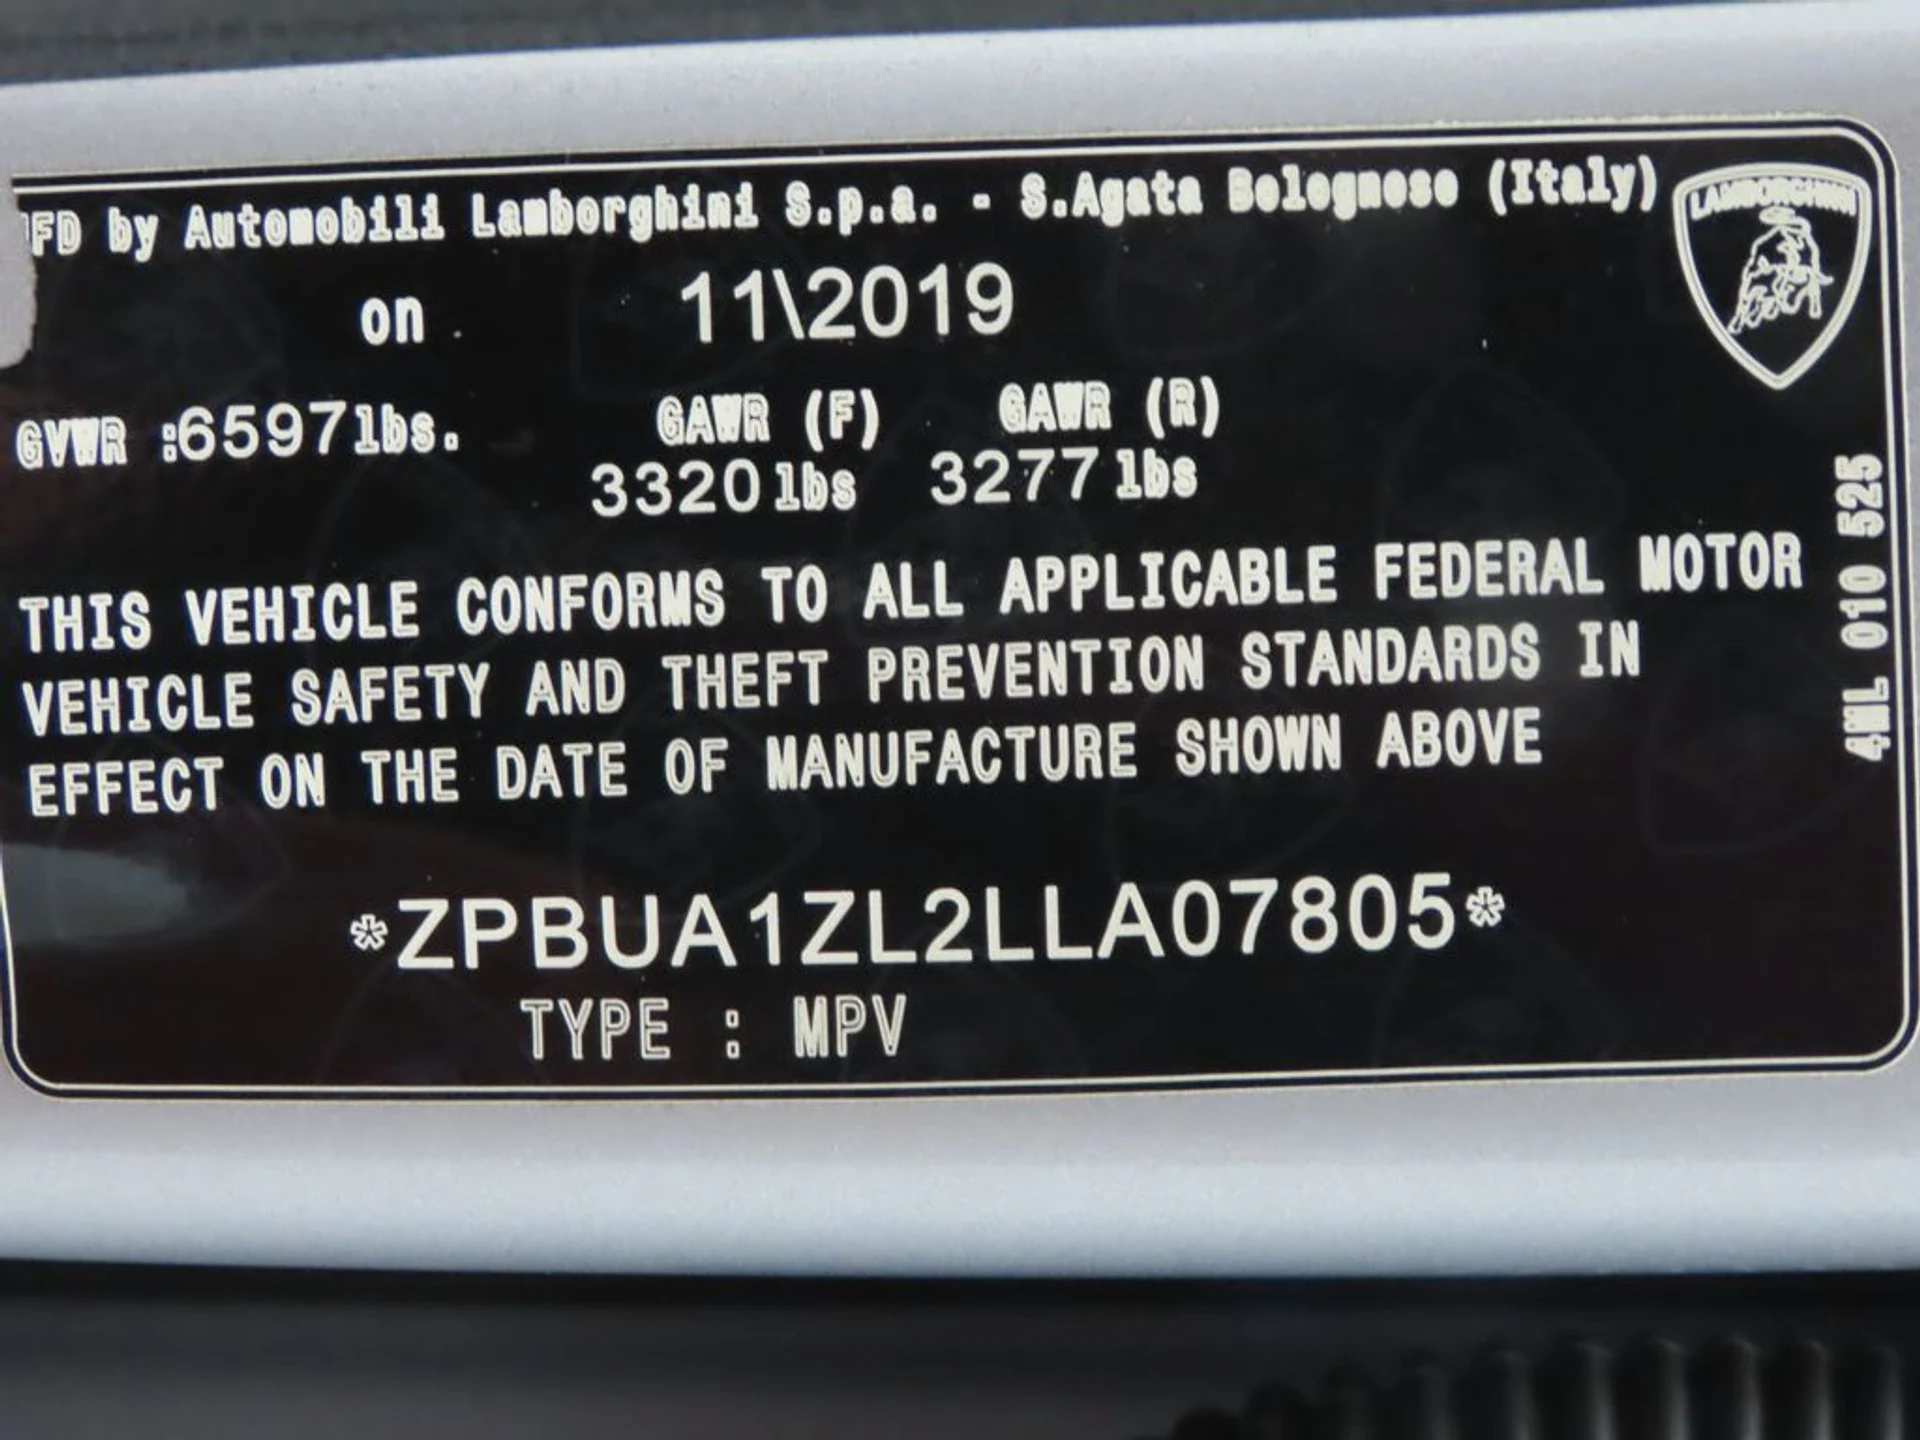 MFD by Automobili Lamborghini S.p.a. - S.Agata Bolognese (Italy)
LAMBORGHINI
on 11\2019
GVWR :6597lbs. GAWR (F) GAWR (R)
3320lbs 3277lbs
THIS VEHICLE CONFORMS TO ALL APPLICABLE FEDERAL MOTOR
VEHICLE SAFETY AND THEFT PREVENTION STANDARDS IN
EFFECT ON THE DATE OF MANUFACTURE SHOWN ABOVE
*ZPBUA1ZL2LLA07805*
TYPE : MPV
4ML 010 525